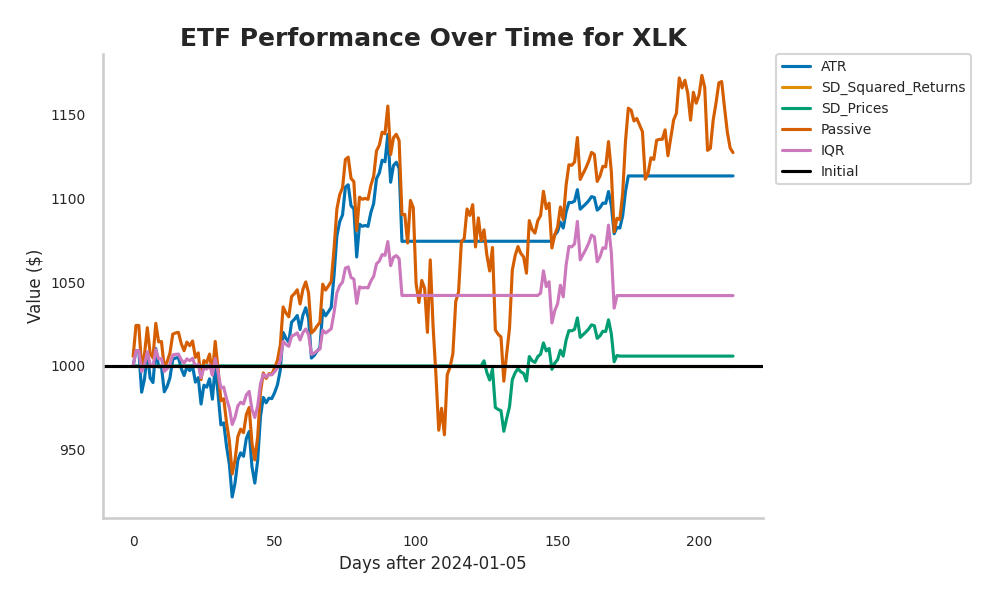 ETF Performance Over Time for XLK
ATR
SD_Squared_Returns
SD_Prices
Passive
IQR
Initial
Value ($)
1150
1100
1050
1000
950
0 50 100 150 200
Days after 2024-01-05